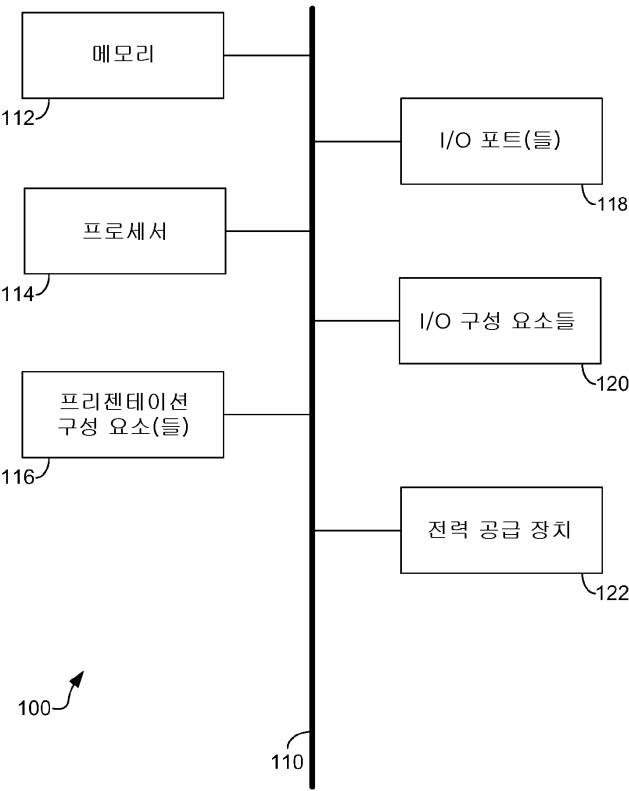 메모리
112
I/O 포트(들)
118
프로세서
114
I/O 구성 요소들
120
프리젠테이션
구성 요소(들)
116
전력 공급 장치
122
100
110